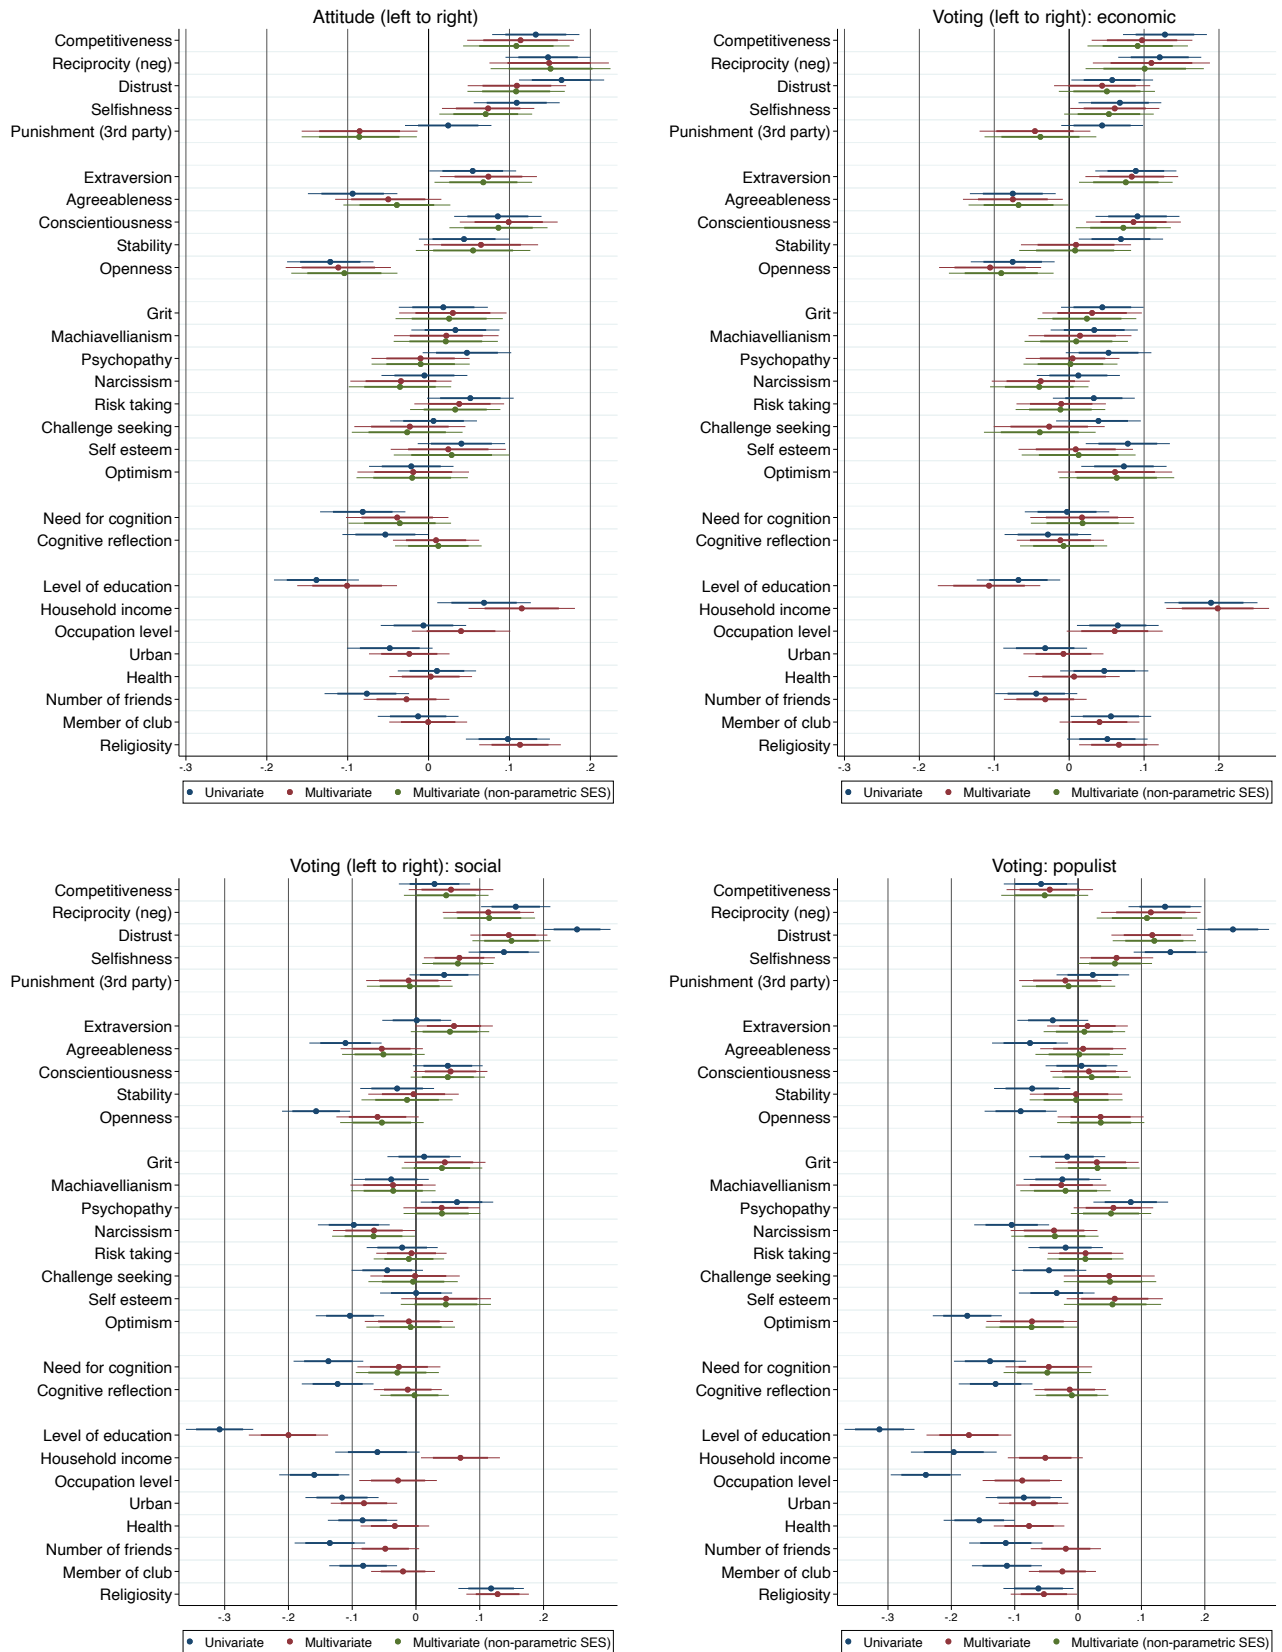 Attitude (left to right)
Competitiveness
Reciprocity (neg)
Distrust
Selfishness
Punishment (3rd party)
Extraversion
Agreeableness
Conscientiousness
Stability
Openness
Grit
Machiavellianism
Psychopathy
Narcissism
Risk taking
Challenge seeking
Self esteem
Optimism
Need for cognition
Cognitive reflection
Level of education
Household income
Occupation level
Urban
Health
Number of friends
Member of club
Religiosity
-.3 -.2 -.1 0 .1 .2
Univariate Multivariate Multivariate (non-parametric SES)
Voting (left to right): economic
Competitiveness
Reciprocity (neg)
Distrust
Selfishness
Punishment (3rd party)
Extraversion
Agreeableness
Conscientiousness
Stability
Openness
Grit
Machiavellianism
Psychopathy
Narcissism
Risk taking
Challenge seeking
Self esteem
Optimism
Need for cognition
Cognitive reflection
Level of education
Household income
Occupation level
Urban
Health
Number of friends
Member of club
Religiosity
-.3 -.2 -.1 0 .1 .2
Univariate Multivariate Multivariate (non-parametric SES)
Voting (left to right): social
Competitiveness
Reciprocity (neg)
Distrust
Selfishness
Punishment (3rd party)
Extraversion
Agreeableness
Conscientiousness
Stability
Openness
Grit
Machiavellianism
Psychopathy
Narcissism
Risk taking
Challenge seeking
Self esteem
Optimism
Need for cognition
Cognitive reflection
Level of education
Household income
Occupation level
Urban
Health
Number of friends
Member of club
Religiosity
-.3 -.2 -.1 0 .1 .2
Univariate Multivariate Multivariate (non-parametric SES)
Voting: populist
Competitiveness
Reciprocity (neg)
Distrust
Selfishness
Punishment (3rd party)
Extraversion
Agreeableness
Conscientiousness
Stability
Openness
Grit
Machiavellianism
Psychopathy
Narcissism
Risk taking
Challenge seeking
Self esteem
Optimism
Need for cognition
Cognitive reflection
Level of education
Household income
Occupation level
Urban
Health
Number of friends
Member of club
Religiosity
-.3 -.2 -.1 0 .1 .2
Univariate Multivariate Multivariate (non-parametric SES)